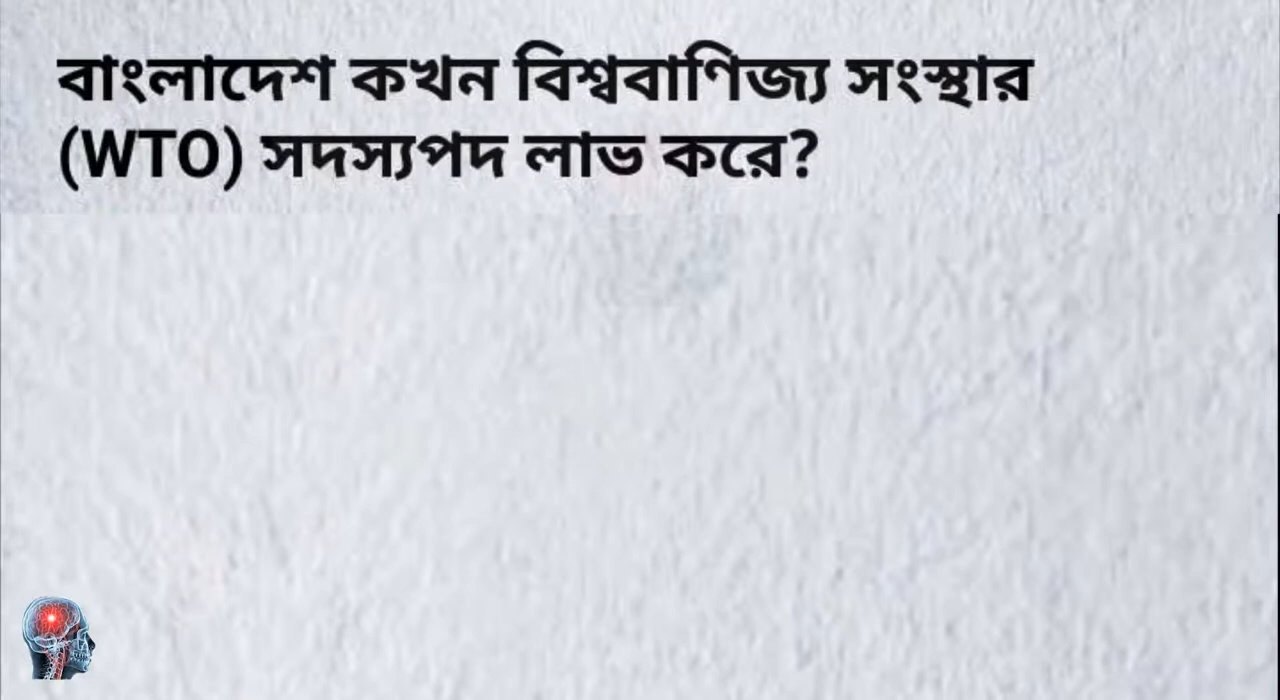 বাংলাদেশ কখন বিশ্ববাণিজ্য সংস্থার
(WTO) সদস্যপদ লাভ করে?